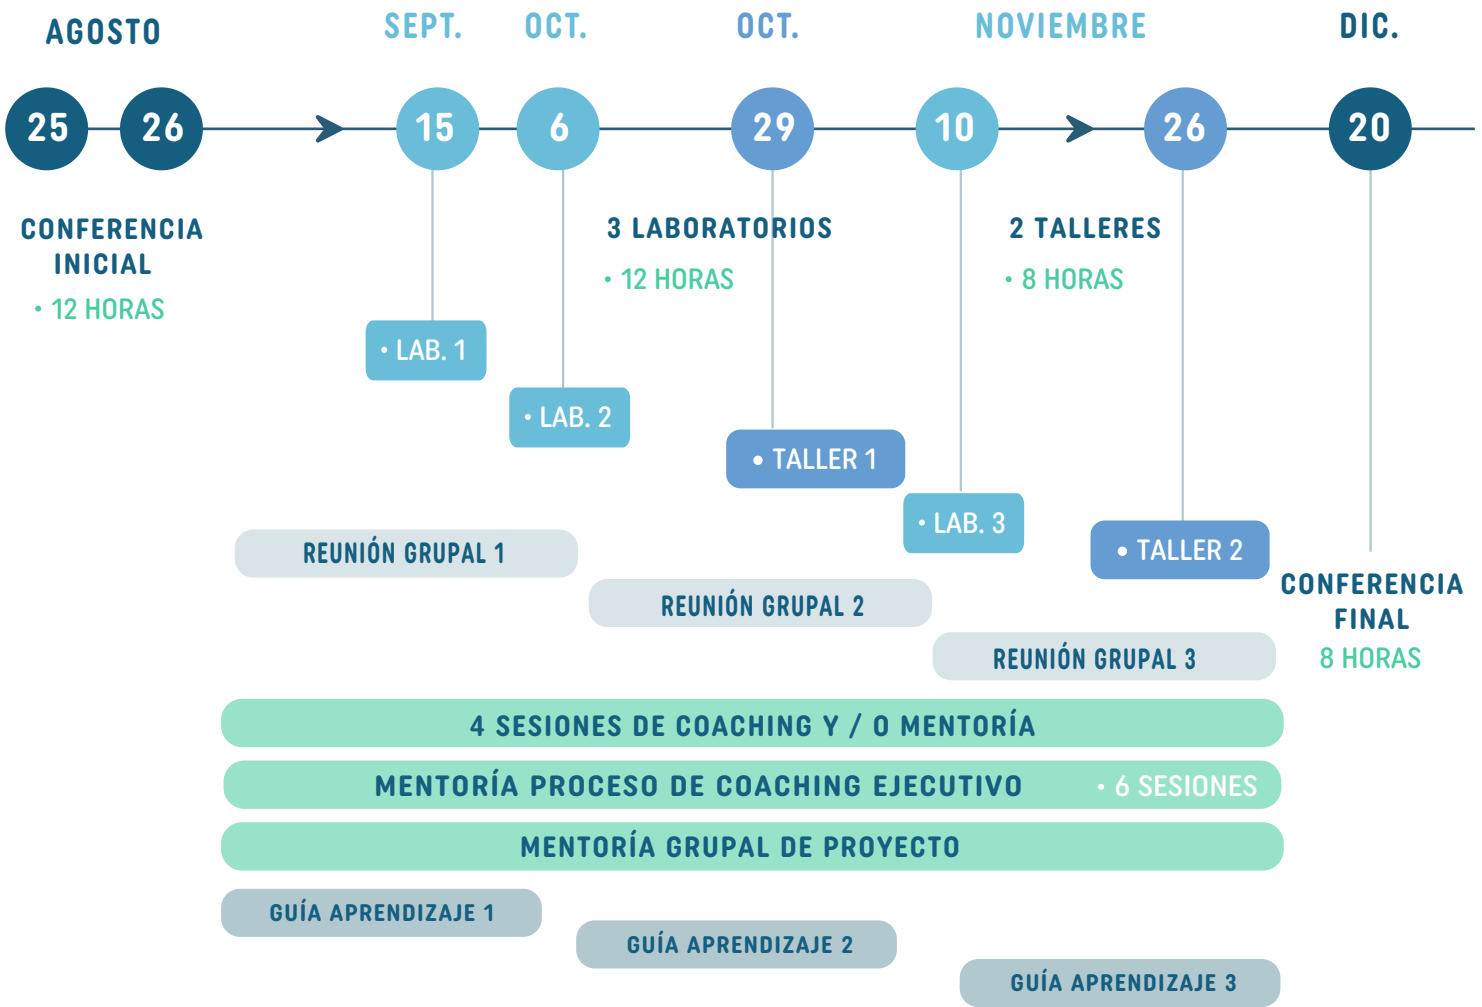 AGOSTO
SEPT.
OCT.
OCT.
NOVIEMBRE
DIC.
25
26
15
6
29
10
26
20
CONFERENCIA
INICIAL
• 12 HORAS
3 LABORATORIOS
• 12 HORAS
2 TALLERES
• 8 HORAS
• LAB. 1
• LAB. 2
• TALLER 1
• LAB. 3
• TALLER 2
CONFERENCIA
FINAL
8 HORAS
REUNIÓN GRUPAL 1
REUNIÓN GRUPAL 2
REUNIÓN GRUPAL 3
4 SESIONES DE COACHING Y / O MENTORÍA
MENTORÍA PROCESO DE COACHING EJECUTIVO • 6 SESIONES
MENTORÍA GRUPAL DE PROYECTO
GUÍA APRENDIZAJE 1
GUÍA APRENDIZAJE 2
GUÍA APRENDIZAJE 3